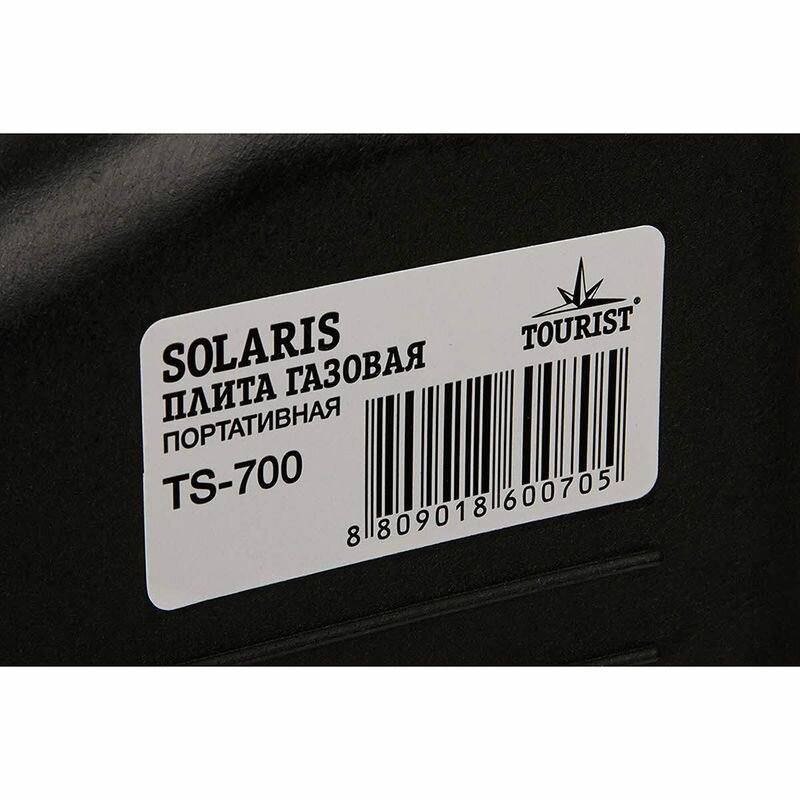 TOURIST®
SOLARIS
ПЛИТА ГАЗОВАЯ
ПОРТАТИВНАЯ
TS-700
8 809018 600705